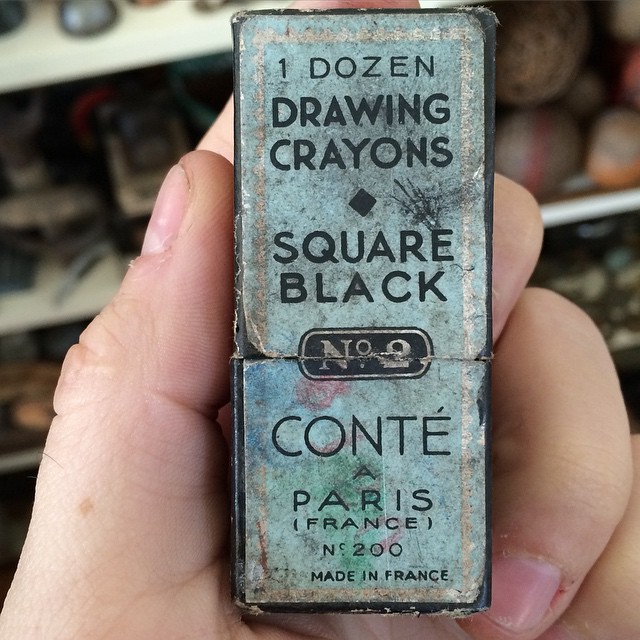 1 DOZEN
DRAWING
CRAYONS
SQUARE
BLACK
Nº 2
CONTÉ
A
PARIS
(FRANCE)
Nº 200
MADE IN FRANCE